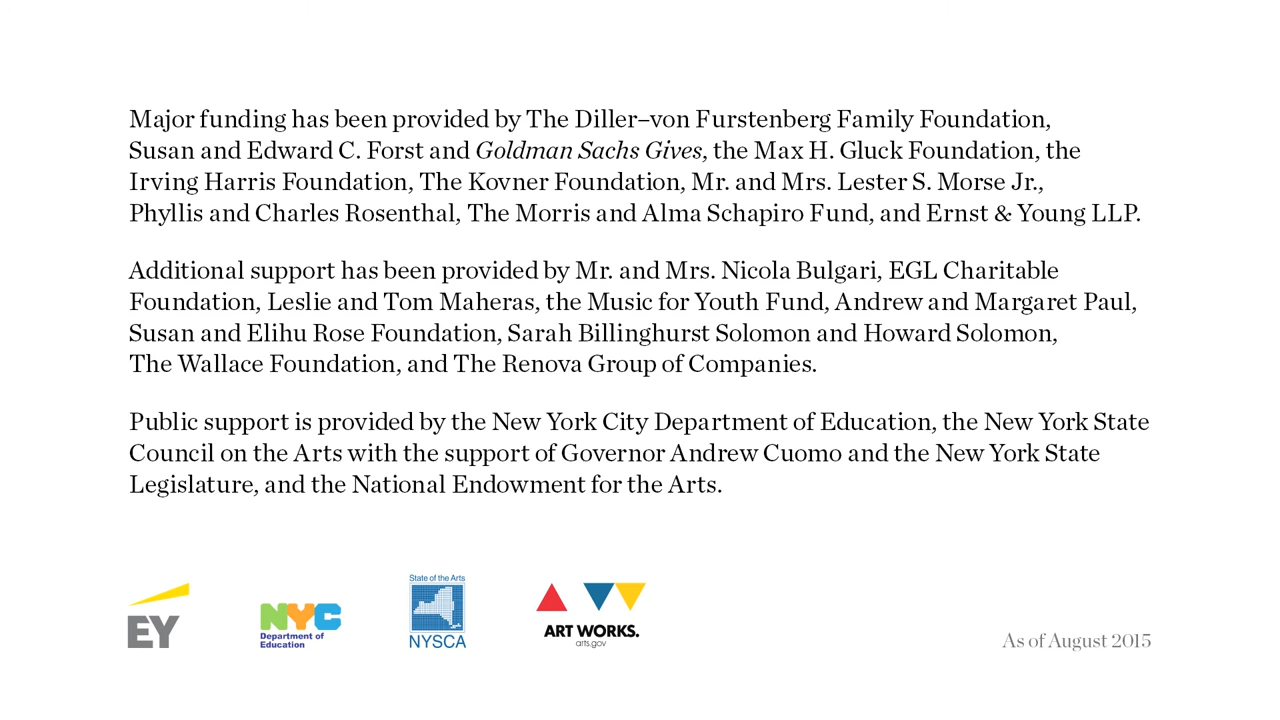 Major funding has been provided by The Diller–von Furstenberg Family Foundation,
Susan and Edward C. Forst and Goldman Sachs Gives, the Max H. Gluck Foundation, the
Irving Harris Foundation, The Kovner Foundation, Mr. and Mrs. Lester S. Morse Jr.,
Phyllis and Charles Rosenthal, The Morris and Alma Schapiro Fund, and Ernst & Young LLP.
Additional support has been provided by Mr. and Mrs. Nicola Bulgari, EGL Charitable
Foundation, Leslie and Tom Maheras, the Music for Youth Fund, Andrew and Margaret Paul,
Susan and Elihu Rose Foundation, Sarah Billinghurst Solomon and Howard Solomon,
The Wallace Foundation, and The Renova Group of Companies.
Public support is provided by the New York City Department of Education, the New York State
Council on the Arts with the support of Governor Andrew Cuomo and the New York State
Legislature, and the National Endowment for the Arts.
EY
NYC
Department of
Education
State of the Arts
NYSCA
ART WORKS.
arts.gov
As of August 2015